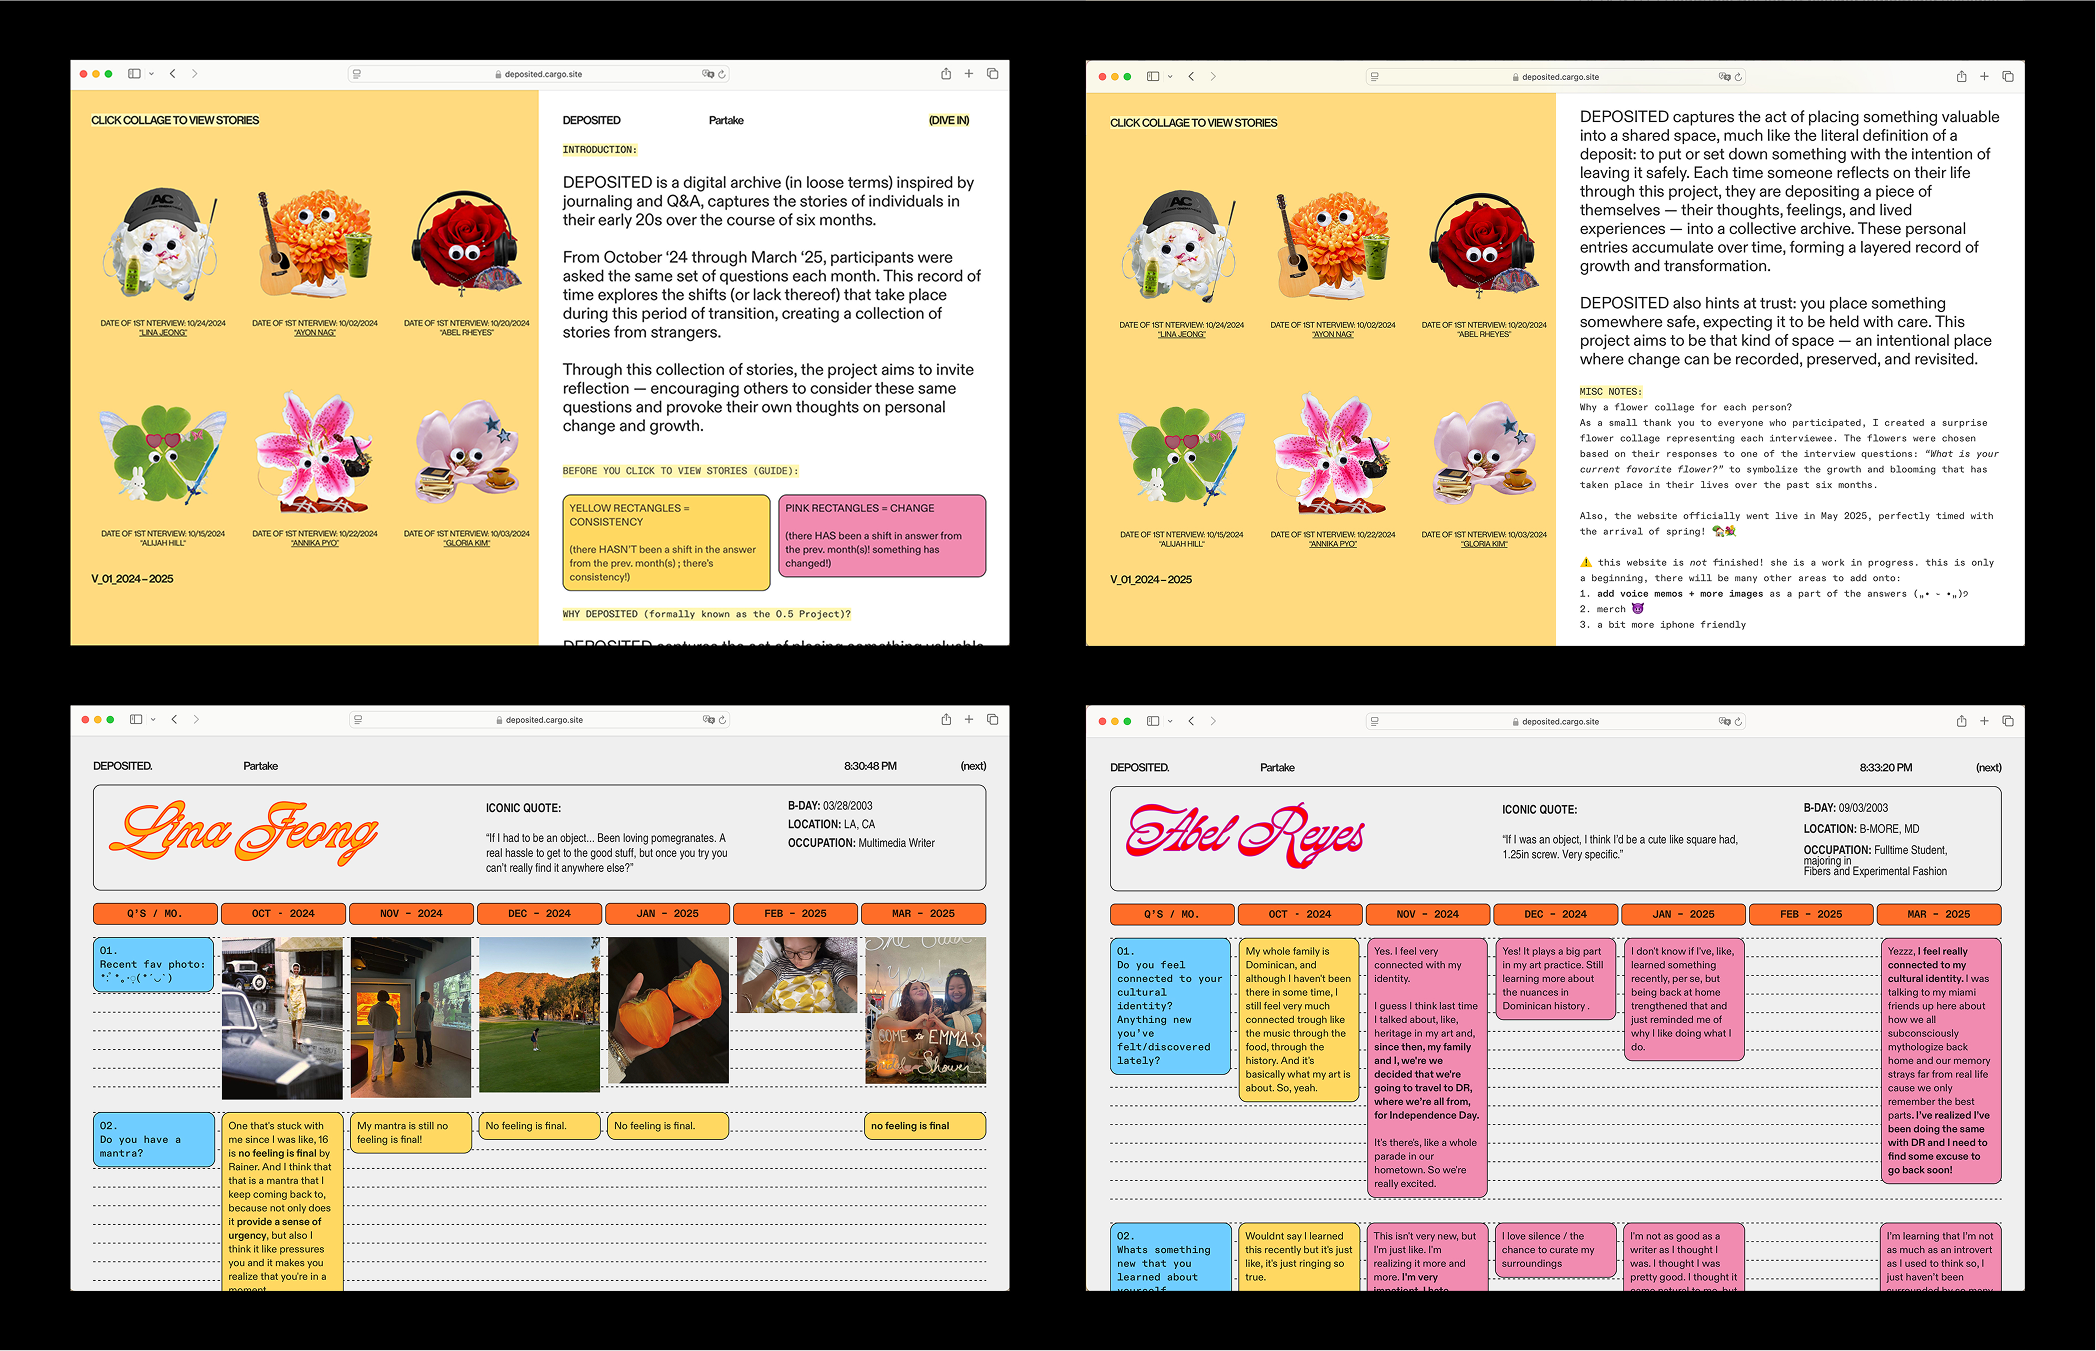 deposited.cargo.site
CLICK COLLAGE TO VIEW STORIES
AC
DATE OF 1ST NTERVIEW: 10/24/2024
"LINA JEONG"
DATE OF 1ST NTERVIEW: 10/02/2024
"AYON NAG"
DATE OF 1ST NTERVIEW: 10/20/2024
"ABEL RHEYES"
DATE OF 1ST NTERVIEW: 10/15/2024
"ALIJAH HILL"
DATE OF 1ST NTERVIEW: 10/22/2024
"ANNIKA PYO"
DATE OF 1ST NTERVIEW: 10/03/2024
"GLORIA KIM"
V_01_2024–2025
DEPOSITED
Partake
(DIVE IN)
INTRODUCTION:
DEPOSITED is a digital archive (in loose terms) inspired by
journaling and Q&A, captures the stories of individuals in
their early 20s over the course of six months.
From October ‘24 through March ‘25, participants were
asked the same set of questions each month. This record of
time explores the shifts (or lack thereof) that take place
during this period of transition, creating a collection of
stories from strangers.
Through this collection of stories, the project aims to invite
reflection — encouraging others to consider these same
questions and provoke their own thoughts on personal
change and growth.
BEFORE YOU CLICK TO VIEW STORIES (GUIDE):
YELLOW RECTANGLES =
CONSISTENCY
(there HASN'T been a shift in the answer
from the prev. month(s) ; there's
consistency!)
PINK RECTANGLES = CHANGE
(there HAS been a shift in answer from
the prev. month(s)! something has
changed!)
WHY DEPOSITED (formally known as the 0.5 Project)?
DEPOSITED captures the act of placing something valuable
deposited.cargo.site
CLICK COLLAGE TO VIEW STORIES
AC
DATE OF 1ST NTERVIEW: 10/24/2024
"LINA JEONG"
DATE OF 1ST NTERVIEW: 10/02/2024
"AYON NAG"
DATE OF 1ST NTERVIEW: 10/20/2024
"ABEL RHEYES"
DATE OF 1ST NTERVIEW: 10/15/2024
"ALIJAH HILL"
DATE OF 1ST NTERVIEW: 10/22/2024
"ANNIKA PYO"
DATE OF 1ST NTERVIEW: 10/03/2024
"GLORIA KIM"
V_01_2024–2025
DEPOSITED captures the act of placing something valuable
into a shared space, much like the literal definition of a
deposit: to put or set down something with the intention of
leaving it safely. Each time someone reflects on their life
through this project, they are depositing a piece of
themselves — their thoughts, feelings, and lived
experiences — into a collective archive. These personal
entries accumulate over time, forming a layered record of
growth and transformation.
DEPOSITED also hints at trust: you place something
somewhere safe, expecting it to be held with care. This
project aims to be that kind of space — an intentional place
where change can be recorded, preserved, and revisited.
MISC NOTES:
Why a flower collage for each person?
As a small thank you to everyone who participated, I created a surprise
flower collage representing each interviewee. The flowers were chosen
based on their responses to one of the interview questions: “What is your
current favorite flower?” to symbolize the growth and blooming that has
taken place in their lives over the past six months.
Also, the website officially went live in May 2025, perfectly timed with
the arrival of spring! 🏡💐
⚠️ this website is not finished! she is a work in progress. this is only
a beginning, there will be many other areas to add onto:
1. add voice memos + more images as a part of the answers („• ֊ •„)੭
2. merch 😈
3. a bit more iphone friendly
deposited.cargo.site
DEPOSITED.
Partake
8:30:48 PM
(next)
Lina Jeong
ICONIC QUOTE:
“If I had to be an object... Been loving pomegranates. A
real hassle to get to the good stuff, but once you try you
can't really find it anywhere else?”
B-DAY: 03/28/2003
LOCATION: LA, CA
OCCUPATION: Multimedia Writer
Q'S / MO.
OCT - 2024
NOV - 2024
DEC - 2024
JAN - 2025
FEB - 2025
MAR - 2025
01.
Recent fav photo:
She Said
yes!
COME to EMMA'S
Bridal Shower
02.
Do you have a
mantra?
One that's stuck with
me since I was like, 16
is no feeling is final by
Rainer. And I think that
that is a mantra that I
keep coming back to,
because not only does
it provide a sense of
urgency, but also I
think it like pressures
you and it makes you
realize that you're in a
moment
My mantra is still no
feeling is final!
No feeling is final.
No feeling is final.
no feeling is final
deposited.cargo.site
DEPOSITED.
Partake
8:33:20 PM
(next)
Abel Reyes
ICONIC QUOTE:
“If I was an object, I think I'd be a cute like square had,
1.25in screw. Very specific.”
B-DAY: 09/03/2003
LOCATION: B-MORE, MD
OCCUPATION: Fulltime Student,
majoring in
Fibers and Experimental Fashion
Q'S / MO.
OCT - 2024
NOV - 2024
DEC - 2024
JAN - 2025
FEB - 2025
MAR - 2025
01.
Do you feel
connected to your
cultural
identity?
Anything new
you've
felt/discovered
lately?
My whole family is
Dominican, and
although I haven't been
there in some time, I
still feel very much
connected trough like
the music through the
food, through the
history. And it's
basically what my art is
about. So, yeah.
Yes. I feel very
connected with my
identity.
I guess I think last time
I talked about, like,
heritage in my art and,
since then, my family
and I, we're we
decided that we're
going to travel to DR,
where we're all from,
for Independence Day.
It's there's, like a whole
parade in our
hometown. So we're
really excited.
Yes! It plays a big part
in my art practice. Still
learning more about
the nuances in
Dominican history .
I don't know if I've, like,
learned something
recently, per se, but
being back at home
trengthened that and
just reminded me of
why I like doing what I
do.
Yezzz, I feel really
connected to my
cultural identity. I was
talking to my miami
friends up here about
how we all
subconsciously
mythologize back
home and our memory
strays far from real life
cause we only
remember the best
parts. I've realized I've
been doing the same
with DR and I need to
find some excuse to
go back soon!
02.
Whats something
new that you
learned about
yourself
Wouldnt say I learned
this recently but it's just
like, it's just ringing so
true.
This isn't very new, but
I'm just like. I'm
realizing it more and
more. I'm very
impatient. I hate
I love silence / the
chance to curate my
surroundings
I'm not as good as a
writer as I thought I
was. I thought I was
pretty good. I thought it
came natural to me, but
I'm learning that I'm not
as much as an introvert
as I used to think so, I
just haven't been
surrounded by so many